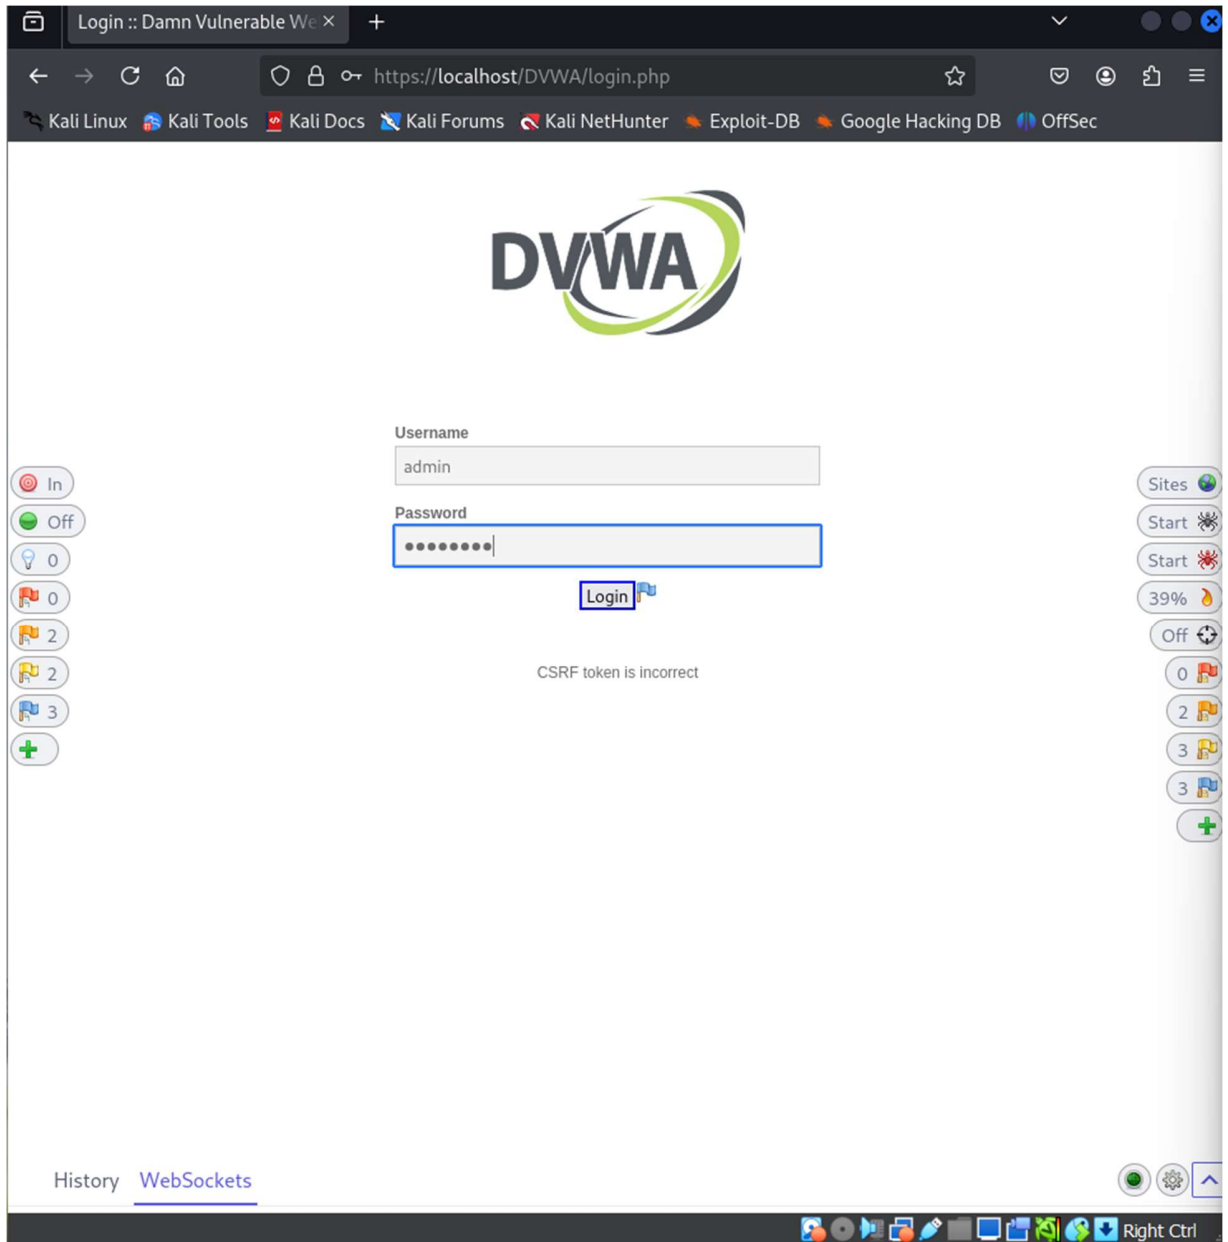 Login :: Damn Vulnerable We
https://localhost/DVWA/login.php
Kali Linux Kali Tools Kali Docs Kali Forums Kali NetHunter Exploit-DB Google Hacking DB OffSec
DVWA
Username
admin
Password
Login
CSRF token is incorrect
In
Off
0
0
2
2
3
Sites
Start
Start
39%
Off
0
2
3
3
History WebSockets
Right Ctrl